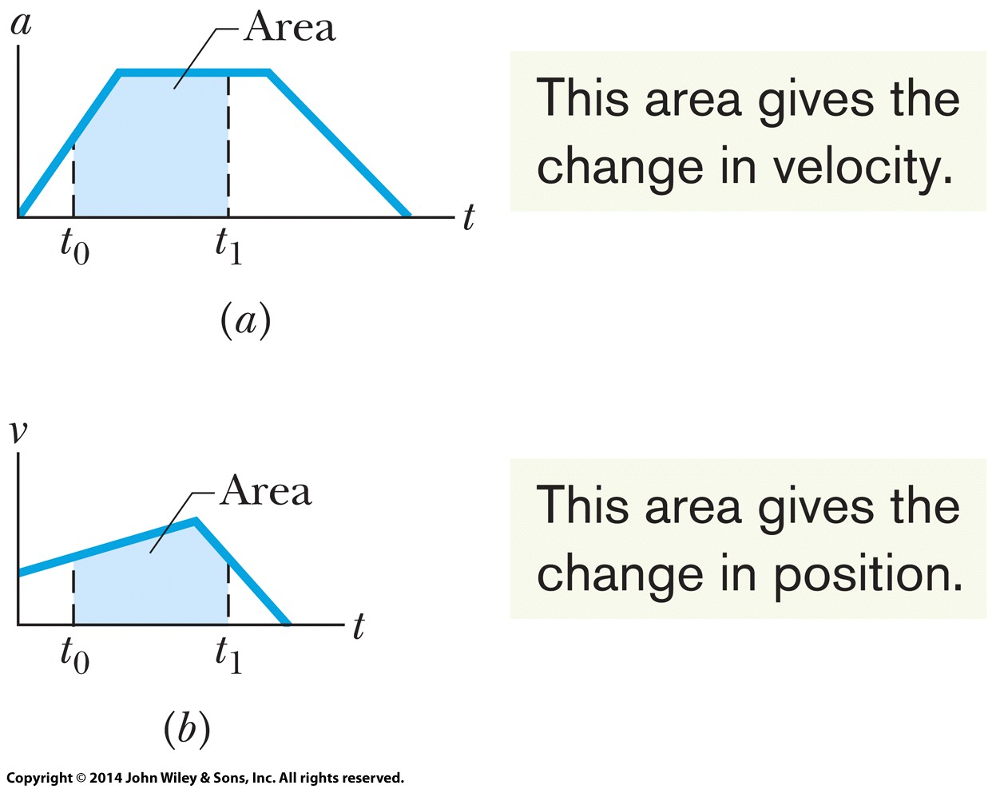 a
Area
t
t0
t1
This area gives the
change in velocity.
(a)
v
Area
t
t0
t1
This area gives the
change in position.
(b)
Copyright © 2014 John Wiley & Sons, Inc. All rights reserved.